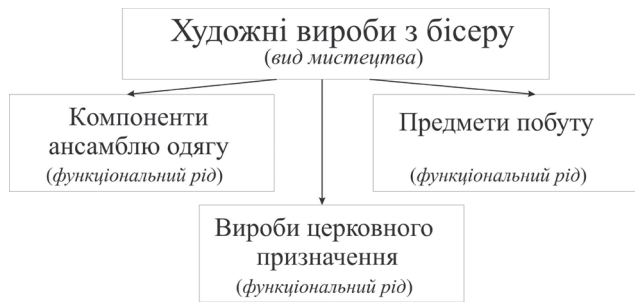 Художні вироби з бісеру
(вид мистецтва)
Компоненти
ансамблю одягу
(функціональний рід)
Предмети побуту
(функціональний рід)
Вироби церковного
призначення
(функціональний рід)